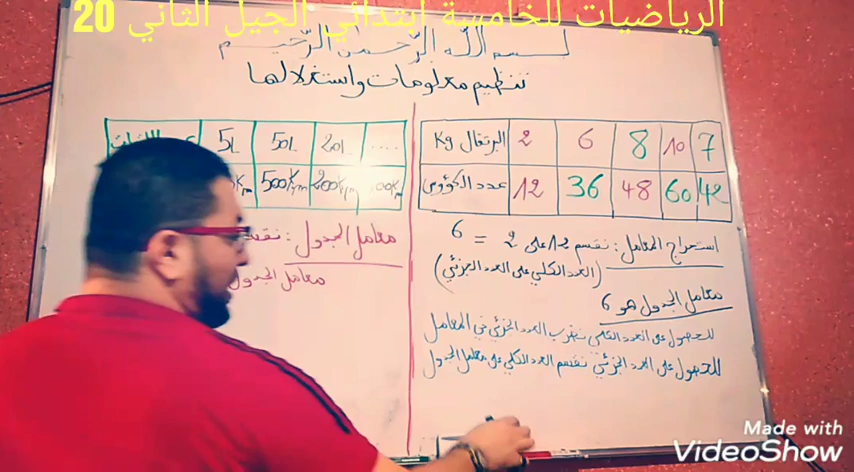 الرياضيات للخامسة ابتدائي الجيل الثاني 20
بسم الله الرحمن الرحيم
تنظيم معلومات واستغلالها
البرتقال Kg 2 6 8 10 7
عدد الكؤوس 12 36 48 60 42
استخراج المعامل: نقسم 12 على 2 = 6
(العدد الكلي على العدد الجزئي)
معامل الجدول هو 6
للحصول على العدد الكلي نضرب العدد الجزئي في المعامل
للحصول على العدد الجزئي نقسم العدد الكلي على معامل الجدول
5L 50L 20L .....
500Km 200Km
معامل الجدول:
معامل الجدول
Made with
VideoShow